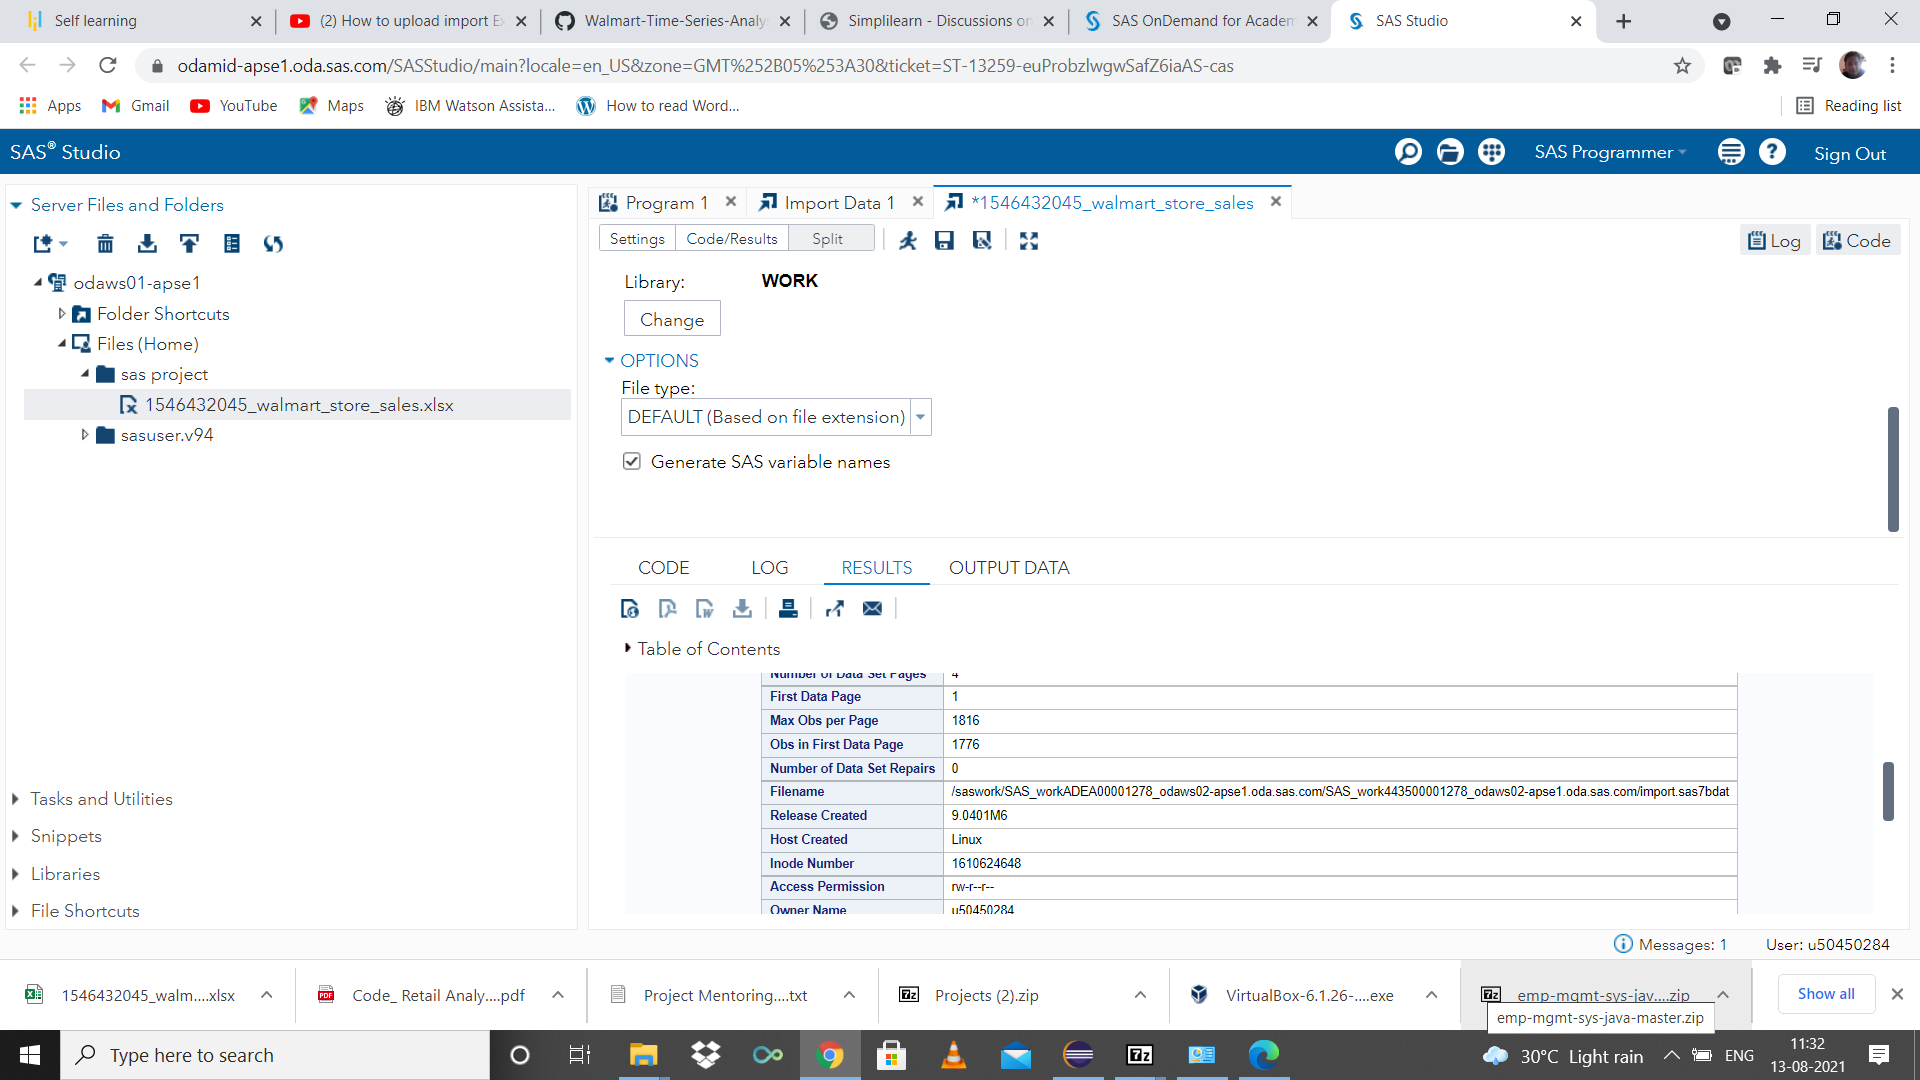 Self learning
(2) How to upload import Ex
Walmart-Time-Series-Analys
Simplilearn - Discussions on
SAS OnDemand for Academ
SAS Studio
odamid-apse1.oda.sas.com/SASStudio/main?locale=en_US&zone=GMT%252B05%253A30&ticket=ST-13259-euProbzlwgwSafZ6iaAS-cas
Apps
Gmail
YouTube
Maps
IBM Watson Assista...
How to read Word...
Reading list
SAS® Studio
SAS Programmer
Sign Out
Server Files and Folders
odaws01-apse1
Folder Shortcuts
Files (Home)
sas project
1546432045_walmart_store_sales.xlsx
sasuser.v94
Tasks and Utilities
Snippets
Libraries
File Shortcuts
Program 1
Import Data 1
*1546432045_walmart_store_sales
Settings
Code/Results
Split
Log
Code
Library: WORK
Change
OPTIONS
File type:
DEFAULT (Based on file extension)
Generate SAS variable names
CODE
LOG
RESULTS
OUTPUT DATA
Table of Contents
Number of Data Set Pages 4
First Data Page 1
Max Obs per Page 1816
Obs in First Data Page 1776
Number of Data Set Repairs 0
Filename /saswork/SAS_workADEA00001278_odaws02-apse1.oda.sas.com/SAS_work443500001278_odaws02-apse1.oda.sas.com/import.sas7bdat
Release Created 9.0401M6
Host Created Linux
Inode Number 1610624648
Access Permission rw-r--r--
Owner Name u50450284
Messages: 1
User: u50450284
1546432045_walm....xlsx
Code_ Retail Analy....pdf
Project Mentoring....txt
Projects (2).zip
VirtualBox-6.1.26-....exe
emp-mgmt-sys-jav....zip
Show all
emp-mgmt-sys-java-master.zip
Type here to search
30°C Light rain
ENG
11:32
13-08-2021